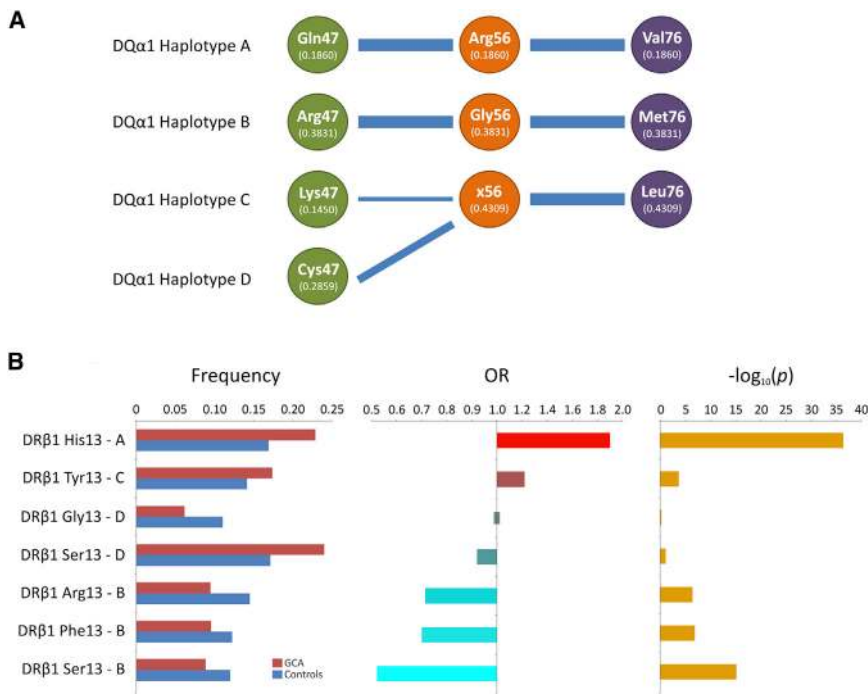 A
DQα1 Haplotype A
Gln47
(0.1860)
Arg56
(0.1860)
Val76
(0.1860)
DQα1 Haplotype B
Arg47
(0.3831)
Gly56
(0.3831)
Met76
(0.3831)
DQα1 Haplotype C
Lys47
(0.1450)
x56
(0.4309)
Leu76
(0.4309)
DQα1 Haplotype D
Cys47
(0.2859)
B
Frequency
OR
-log₁₀(p)
0 0.05 0.10 0.15 0.20 0.25
0.5 0.6 0.7 0.8 0.9 1.0 1.2 1.4 1.6 1.8 2.0
0 5 10 15 20 25 30 35 40
DRβ1 His13 - A
DRβ1 Tyr13 - C
DRβ1 Gly13 - D
DRβ1 Ser13 - D
DRβ1 Arg13 - B
DRβ1 Phe13 - B
DRβ1 Ser13 - B
GCA
Controls